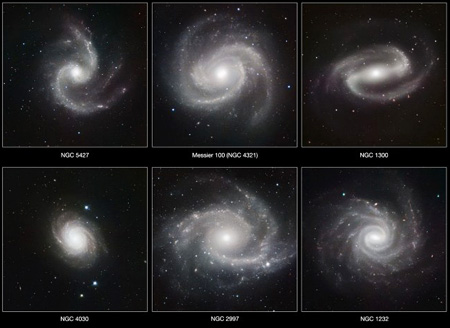 NGC 5427
Messier 100 (NGC 4321)
NGC 1300
NGC 4030
NGC 2997
NGC 1232